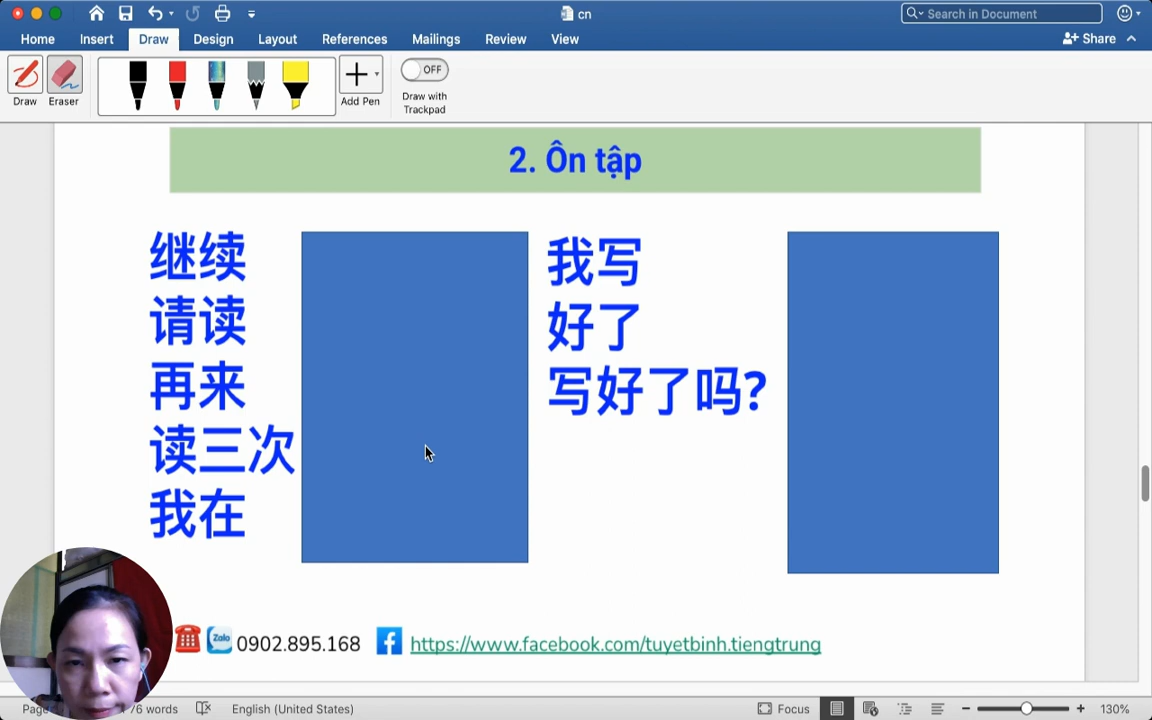 cn
Search in Document
Home Insert Draw Design Layout References Mailings Review View
Share
OFF
Draw Eraser Add Pen Draw with Trackpad
2. Ôn tập
继续
请读
再来
读三次
我在
我写
好了
写好了吗?
Zalo 0902.895.168 https://www.facebook.com/tuyetbinh.tiengtrung
76 words English (United States) Focus 130%